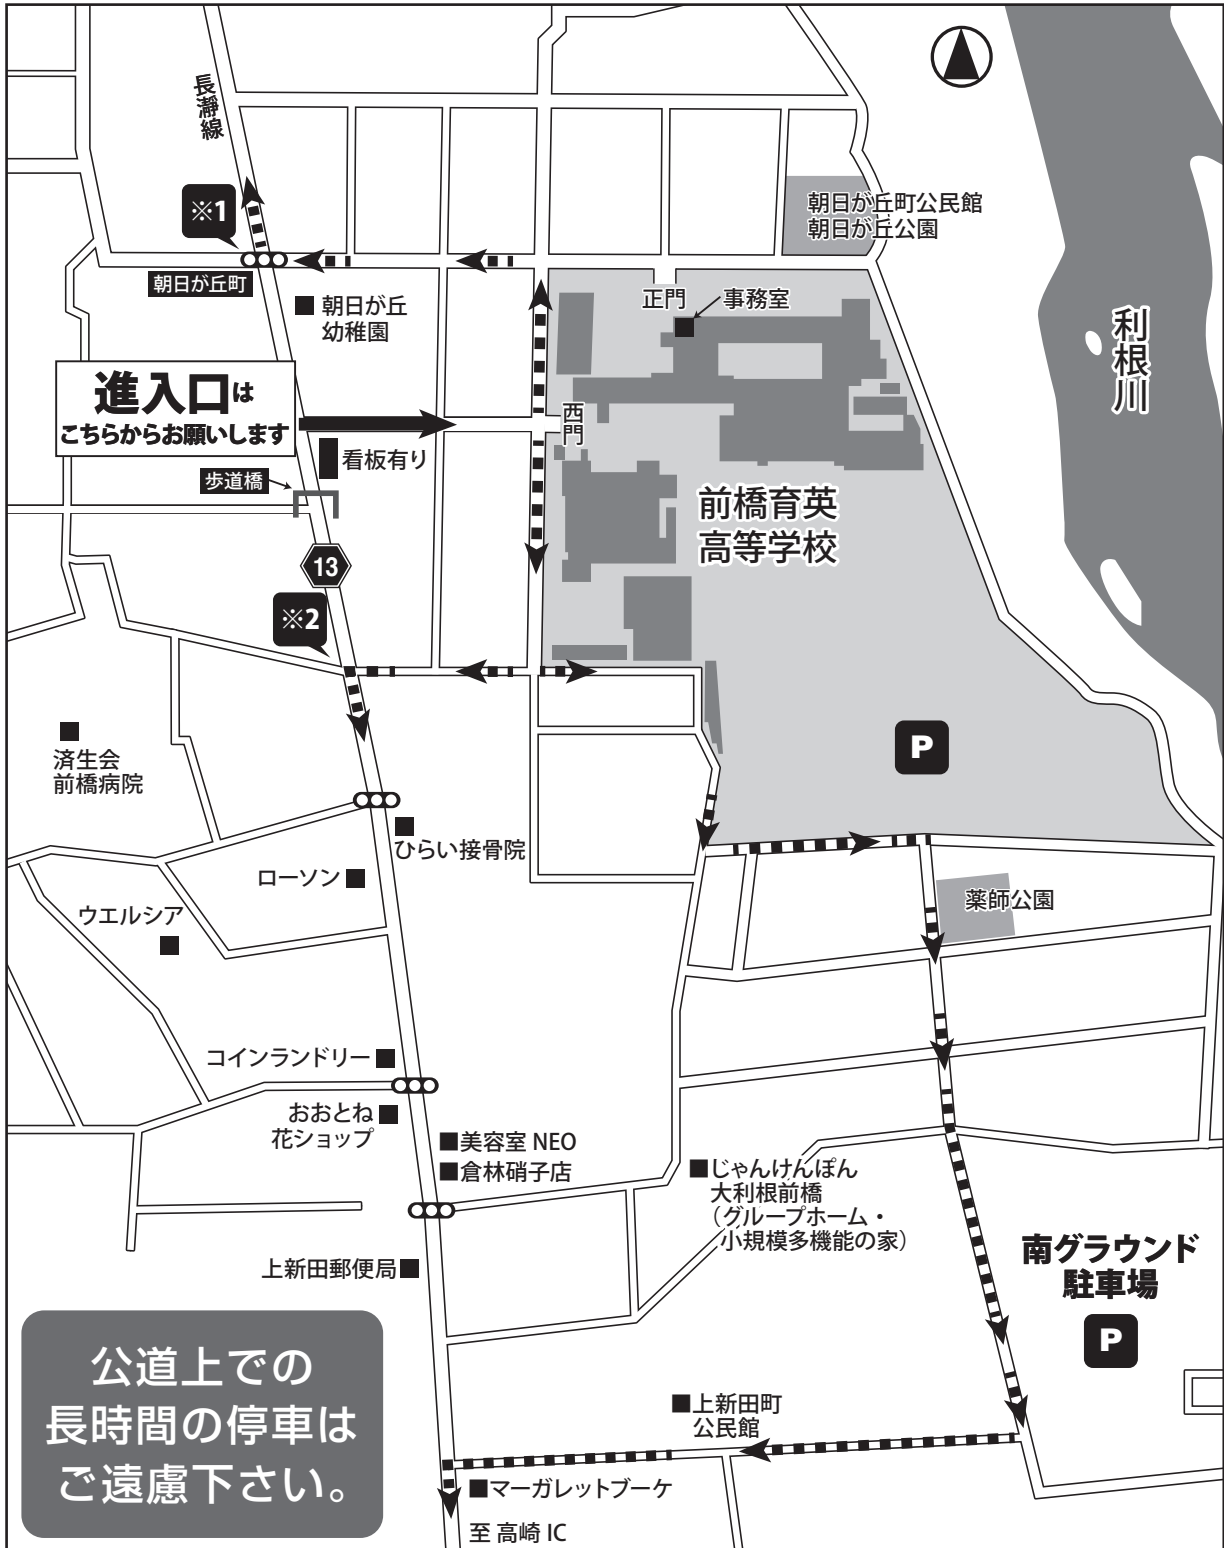 長瀞線
※1
朝日が丘町公民館
朝日が丘公園
朝日が丘町
朝日が丘
幼稚園
正門
事務室
利根川
進入口は
こちらからお願いします
西門
看板有り
歩道橋
前橋育英
高等学校
13
※2
済生会
前橋病院
P
ひらい接骨院
ローソン
薬師公園
ウエルシア
コインランドリー
おおとね
花ショップ
■美容室 NEO
■倉林硝子店
■じゃんけんぽん
大利根前橋
(グループホーム・
小規模多機能の家)
南グラウンド
駐車場
P
上新田郵便局
公道上での
長時間の停車は
ご遠慮下さい。
■上新田町
公民館
■マーガレットブーケ
至 高崎 IC